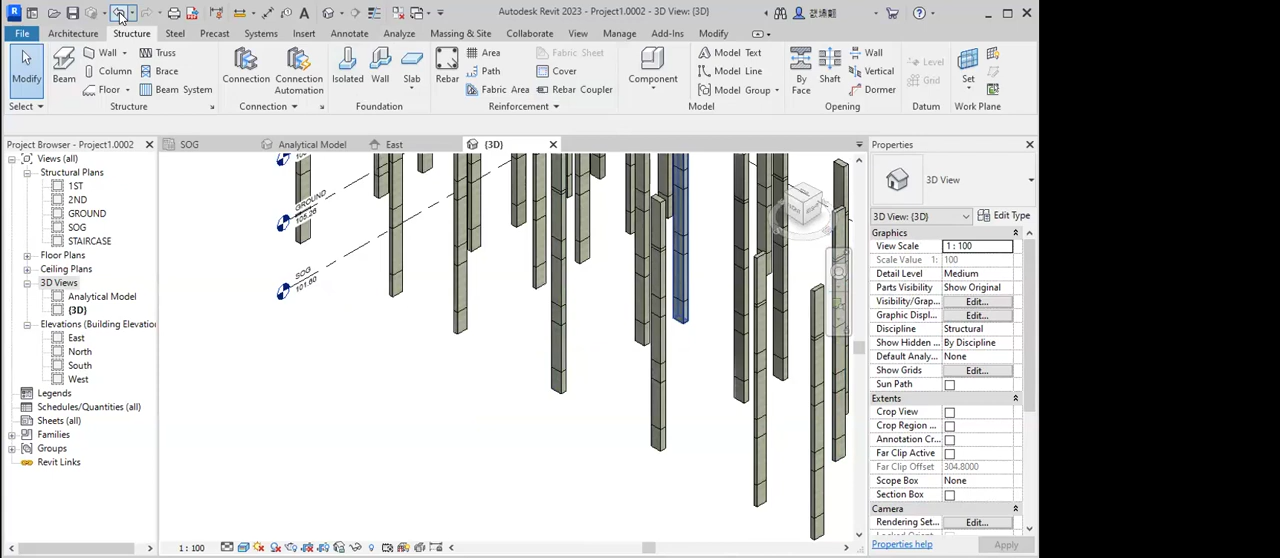 Autodesk Revit 2023 - Project1.0002 - 3D View: {3D}
File Architecture Structure Steel Precast Systems Insert Annotate Analyze Massing & Site Collaborate View Manage Add-Ins Modify
Wall Truss Area Fabric Sheet Model Text Wall Level
Column Brace Path Cover Model Line Vertical Grid
Floor Beam System Fabric Area Rebar Coupler Model Group Dormer
Modify Beam Connection Connection Automation Isolated Wall Slab Rebar Component By Face Shaft Set
Select Structure Connection Foundation Reinforcement Model Opening Datum Work Plane
Project Browser - Project1.0002 SOG Analytical Model East {3D} Properties
Views (all)
Structural Plans
1ST
2ND
GROUND
SOG
STAIRCASE
Floor Plans
Ceiling Plans
3D Views
Analytical Model
{3D}
Elevations (Building Elevatio
East
North
South
West
Legends
Schedules/Quantities (all)
Sheets (all)
Families
Groups
Revit Links
GROUND
105.26
SOG
101.60
1 : 100
3D View
3D View: {3D} Edit Type
Graphics
View Scale 1 : 100
Scale Value 1: 100
Detail Level Medium
Parts Visibility Show Original
Visibility/Grap... Edit...
Graphic Displ... Edit...
Discipline Structural
Show Hidden ... By Discipline
Default Analy... None
Show Grids Edit...
Sun Path
Extents
Crop View
Crop Region ...
Annotation Cr...
Far Clip Active
Far Clip Offset 304.8000
Scope Box None
Section Box
Camera
Rendering Set... Edit...
Properties help Apply